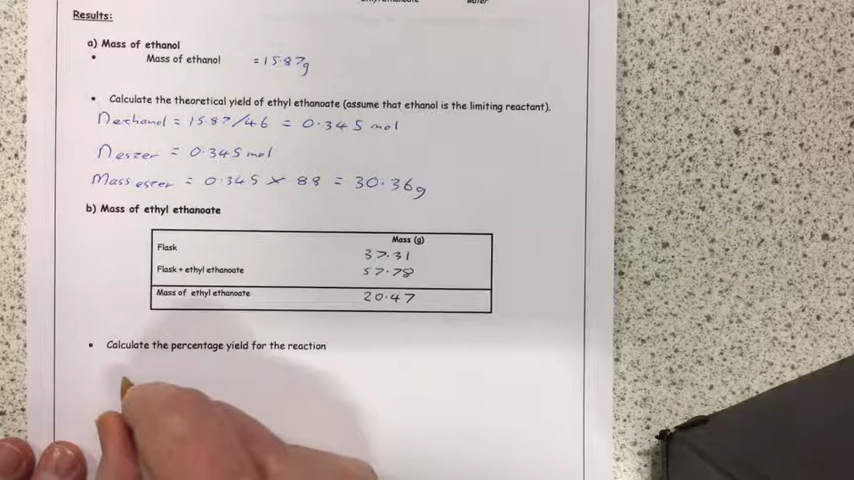 water
Results:
a) Mass of ethanol
• Mass of ethanol = 15.87g
• Calculate the theoretical yield of ethyl ethanoate (assume that ethanol is the limiting reactant).
nethanol = 15.87/46 = 0.345 mol
nester = 0.345 mol
Mass ester = 0.345 × 88 = 30.36g
b) Mass of ethyl ethanoate
Mass (g)
Flask 37.31
Flask + ethyl ethanoate 57.78
Mass of ethyl ethanoate 20.47
• Calculate the percentage yield for the reaction